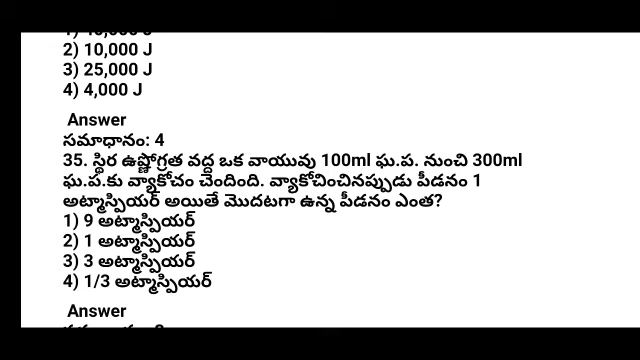 2) 10,000 J
3) 25,000 J
4) 4,000 J
Answer
సమాధానం: 4
35. స్థిర ఉష్ణోగ్రత వద్ద ఒక వాయువు 100ml ఘ.ప. నుంచి 300ml
ఘ.ప.కు వ్యాకోచం చెందింది. వ్యాకోచించినప్పుడు పీడనం 1
అట్మాస్పియర్ అయితే మొదటగా ఉన్న పీడనం ఎంత?
1) 9 అట్మాస్పియర్
2) 1 అట్మాస్పియర్
3) 3 అట్మాస్పియర్
4) 1/3 అట్మాస్పియర్
Answer